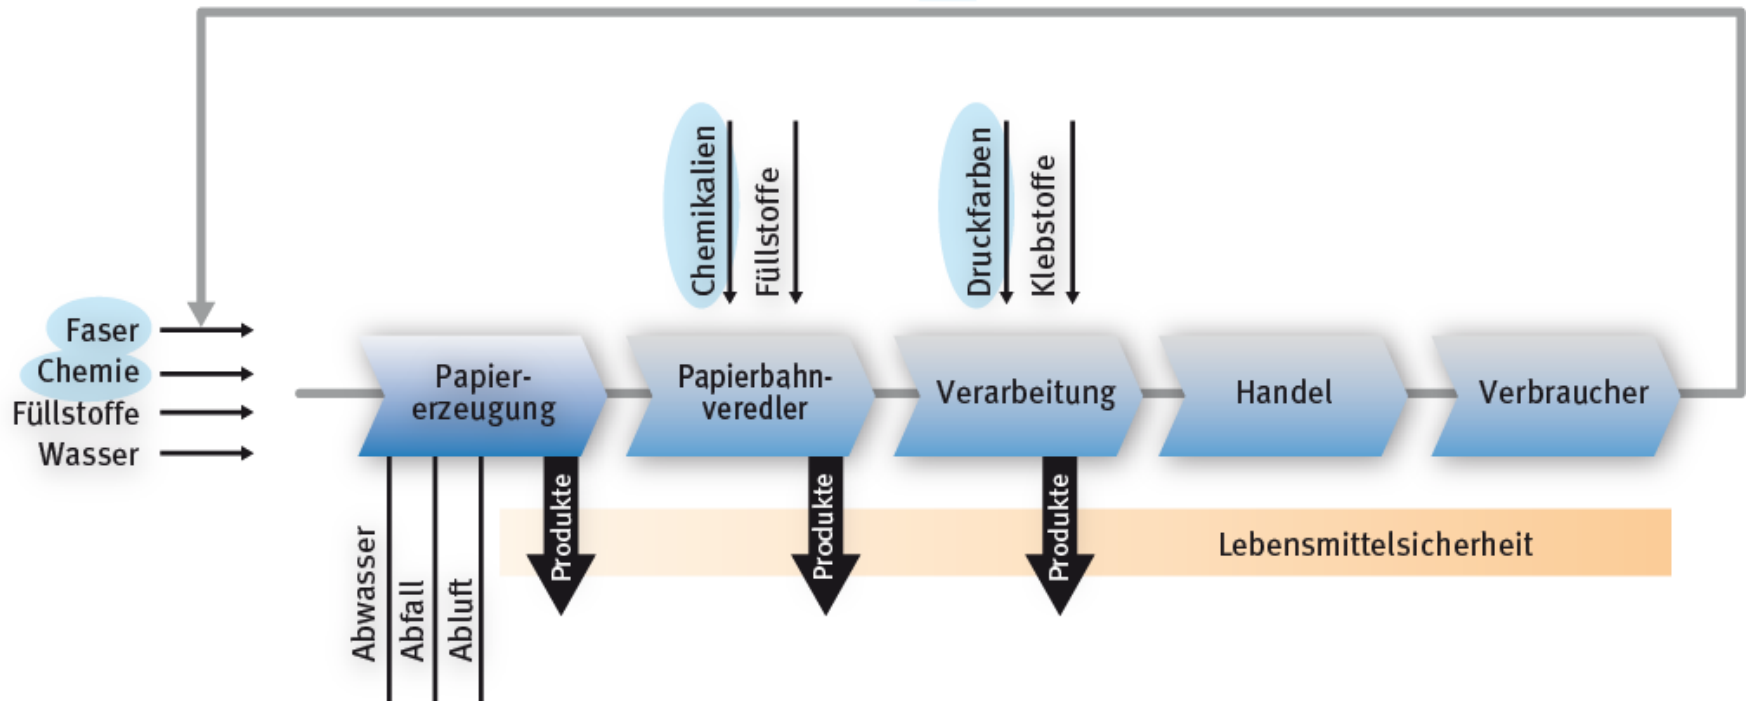 Chemikalien
Füllstoffe
Druckfarben
Klebstoffe
Faser
Chemie
Füllstoffe
Wasser
Papier-
erzeugung
Papierbahn-
veredler
Verarbeitung
Handel
Verbraucher
Abwasser
Abfall
Abluft
Produkte
Produkte
Produkte
Lebensmittelsicherheit